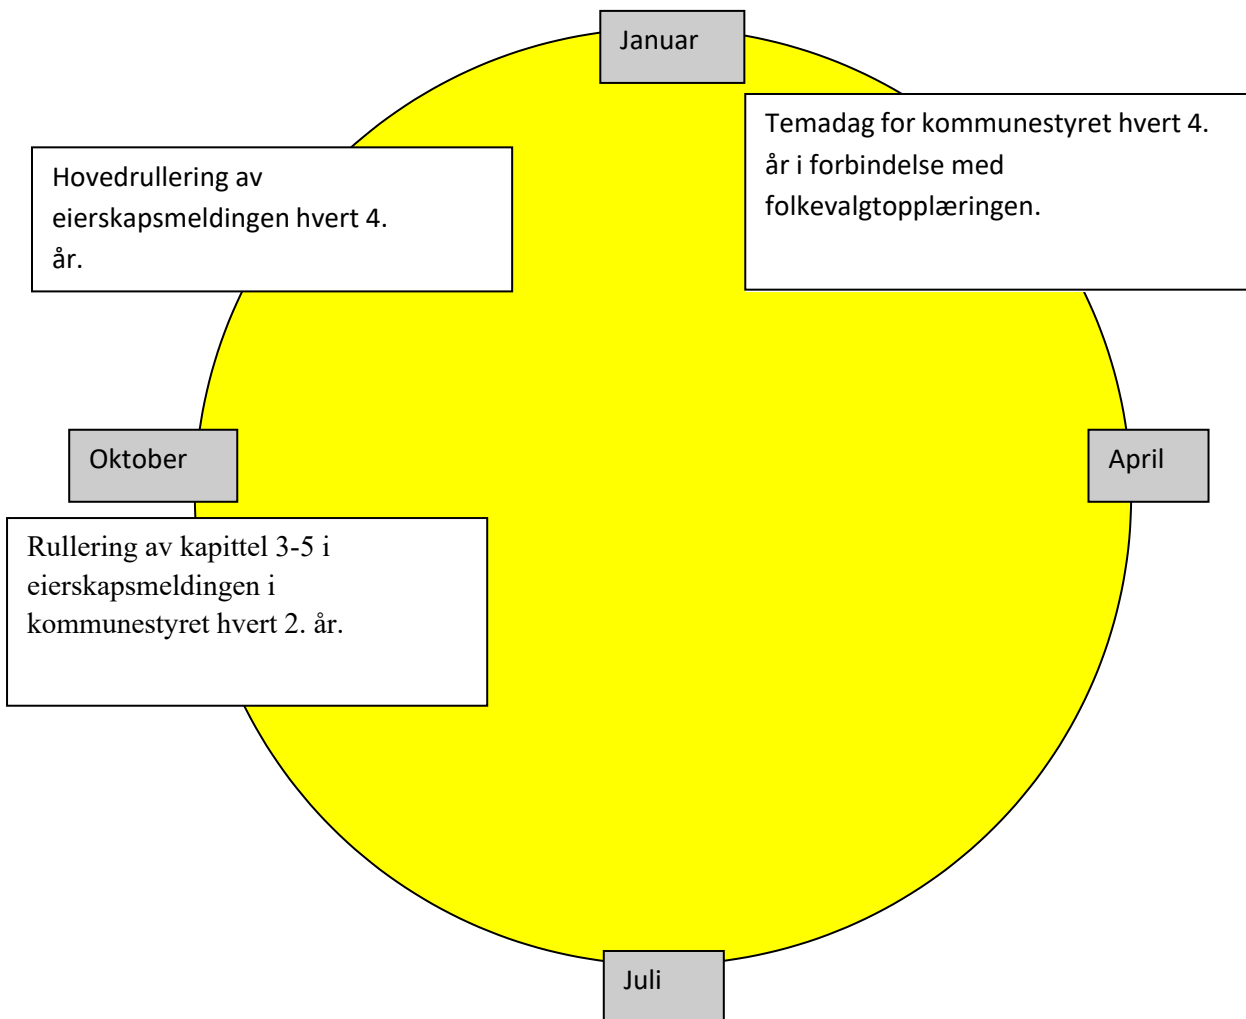 Januar
Temadag for kommunestyret hvert 4.
år i forbindelse med
folkevalgtopplæringen.
Hovedrullering av
eierskapsmeldingen hvert 4.
år.
Oktober
April
Rullering av kapittel 3-5 i
eierskapsmeldingen i
kommunestyret hvert 2. år.
Juli